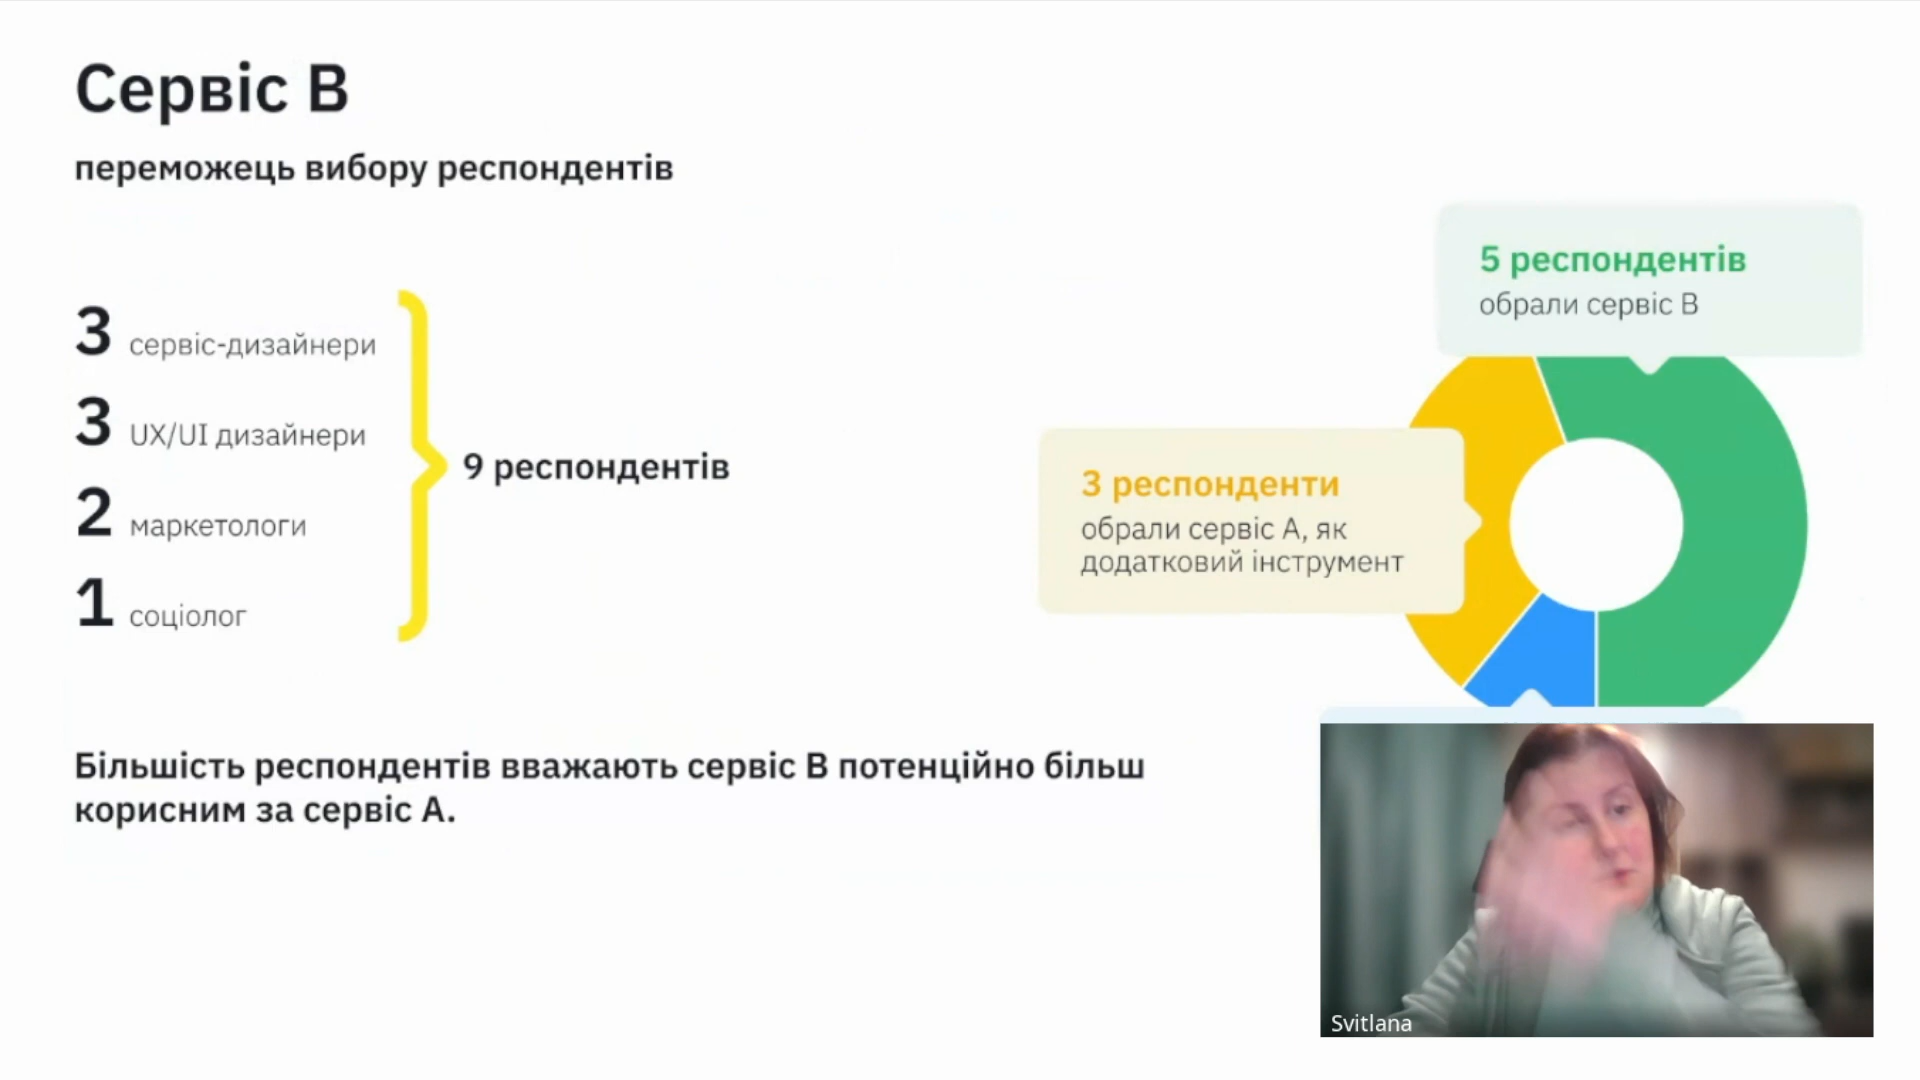 Сервіс B
переможець вибору респондентів
3 сервіс-дизайнери
3 UX/UI дизайнери
2 маркетологи
1 соціолог
9 респондентів
5 респондентів
обрали сервіс B
3 респонденти
обрали сервіс A, як
додатковий інструмент
Більшість респондентів вважають сервіс B потенційно більш
корисним за сервіс A.
Svitlana